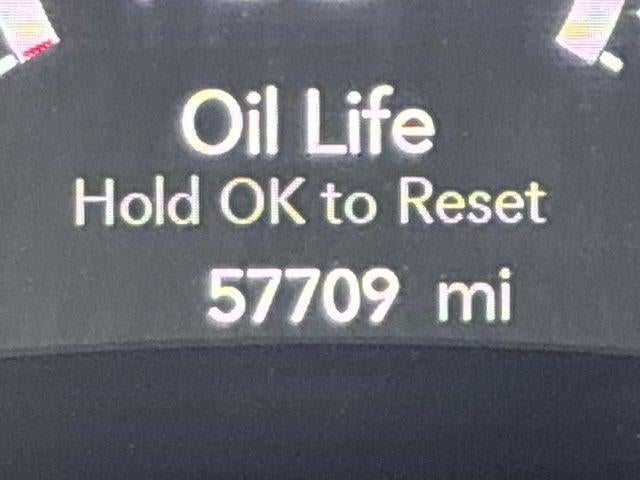 Oil Life
Hold OK to Reset
57709 mi